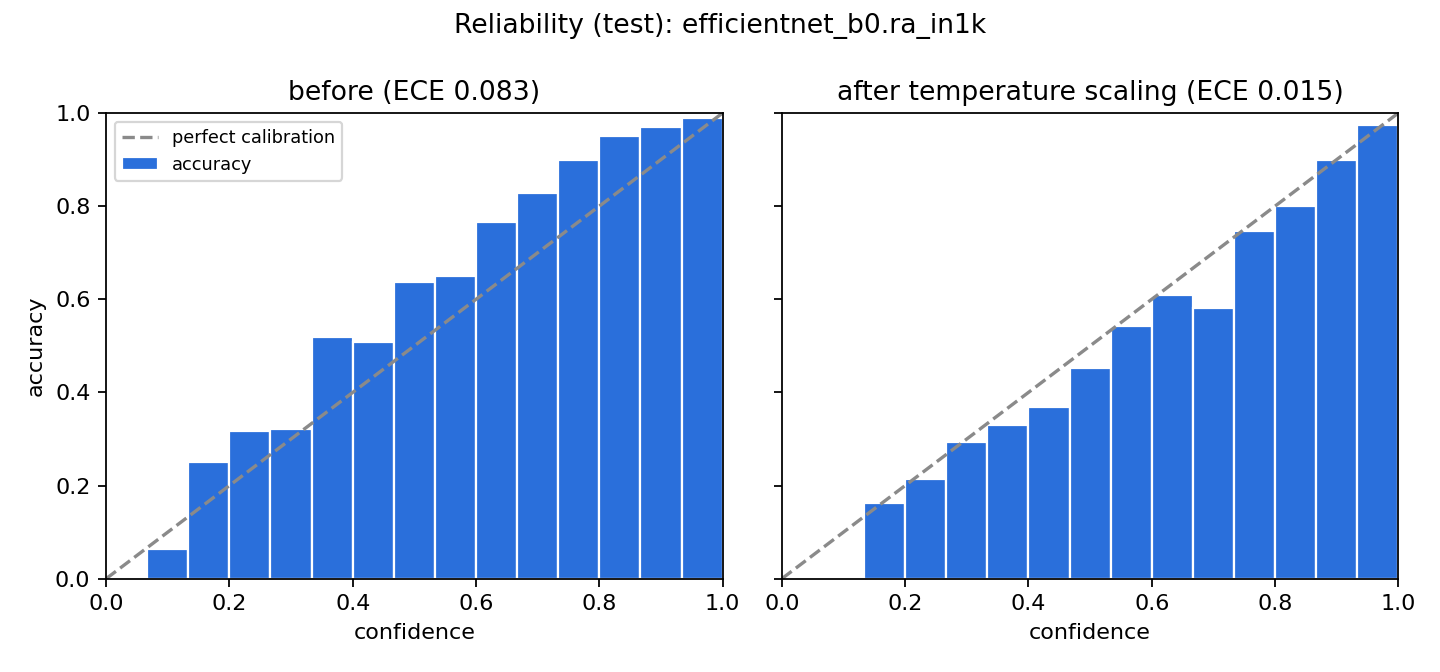 Reliability (test): efficientnet_b0.ra_in1k
before (ECE 0.083)
perfect calibration
accuracy
1.0
0.8
0.6
0.4
0.2
0.0
accuracy
0.0 0.2 0.4 0.6 0.8 1.0
confidence
after temperature scaling (ECE 0.015)
0.0 0.2 0.4 0.6 0.8 1.0
confidence